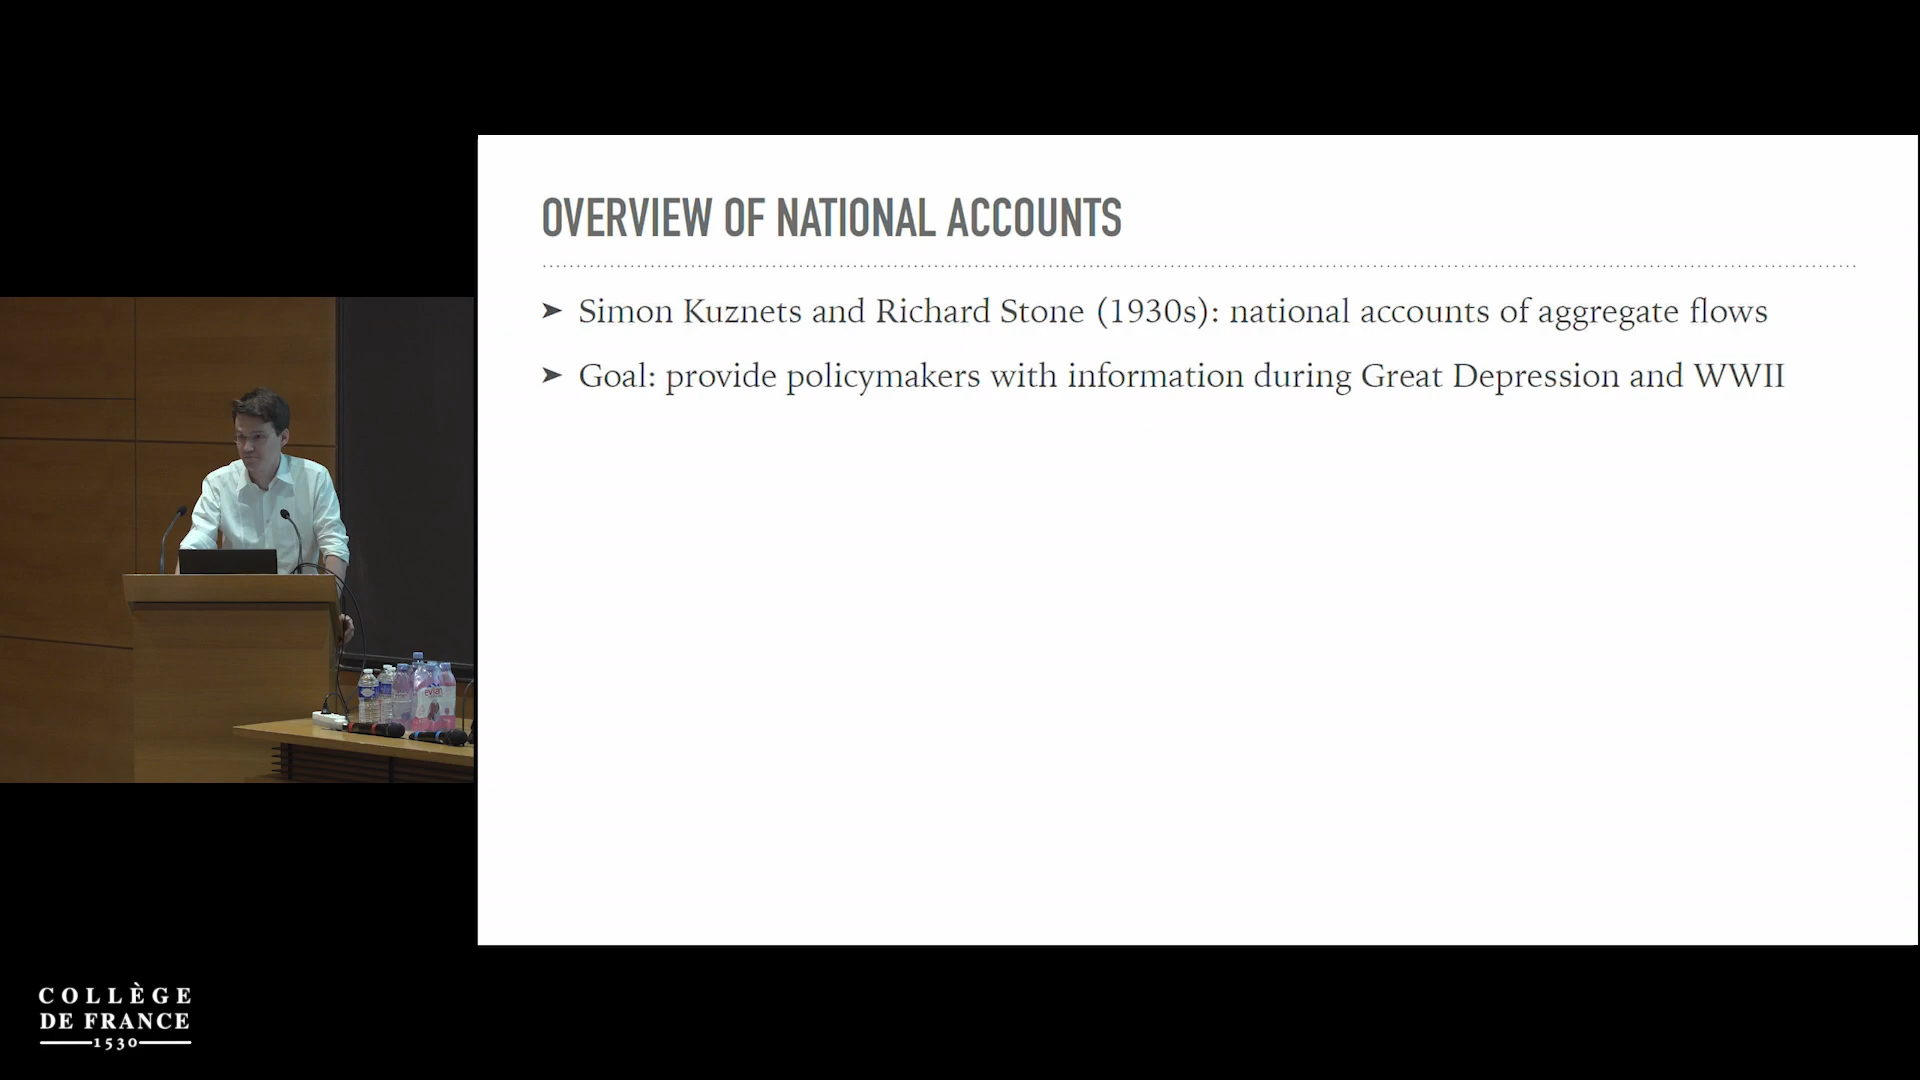 OVERVIEW OF NATIONAL ACCOUNTS
➤ Simon Kuznets and Richard Stone (1930s): national accounts of aggregate flows
➤ Goal: provide policymakers with information during Great Depression and WWII
evian
COLLÈGE
DE FRANCE
1530